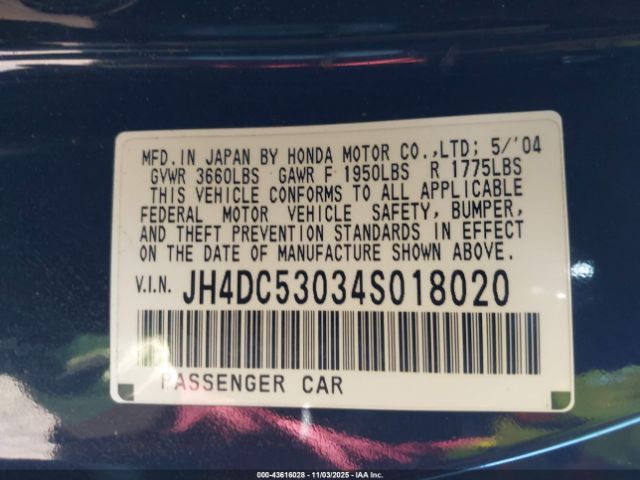 MFD. IN JAPAN BY HONDA MOTOR CO.,LTD; 5/'04
GVWR 3660LBS GAWR F 1950LBS R 1775LBS
THIS VEHICLE CONFORMS TO ALL APPLICABLE
FEDERAL MOTOR VEHICLE SAFETY, BUMPER,
AND THEFT PREVENTION STANDARDS IN EFFECT
ON THE DATE OF MANUFACTURE SHOWN ABOVE.
V.I.N. JH4DC53034S018020
PASSENGER CAR
000-43616028 - 11/03/2025 - IAA Inc.